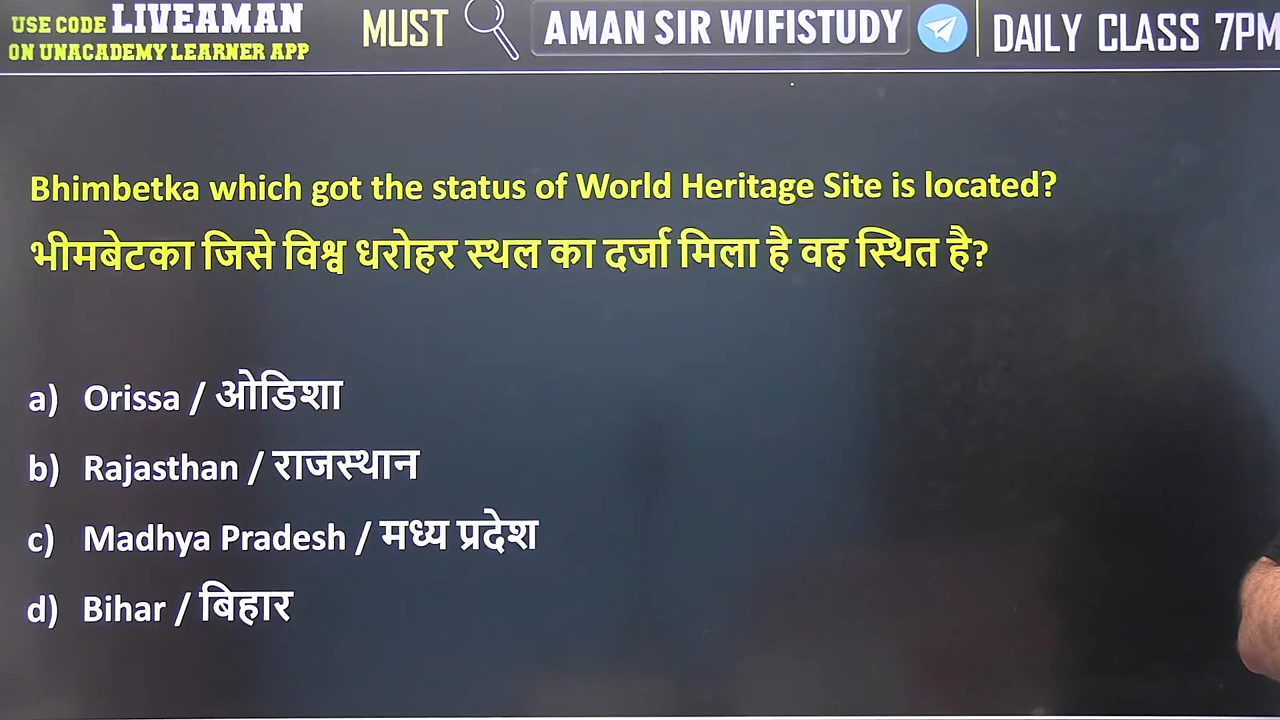 USE CODE LIVEAMAN
ON UNACADEMY LEARNER APP
MUST
AMAN SIR WIFISTUDY
DAILY CLASS 7PM
Bhimbetka which got the status of World Heritage Site is located?
भीमबेटका जिसे विश्व धरोहर स्थल का दर्जा मिला है वह स्थित है?
a) Orissa / ओडिशा
b) Rajasthan / राजस्थान
c) Madhya Pradesh / मध्य प्रदेश
d) Bihar / बिहार